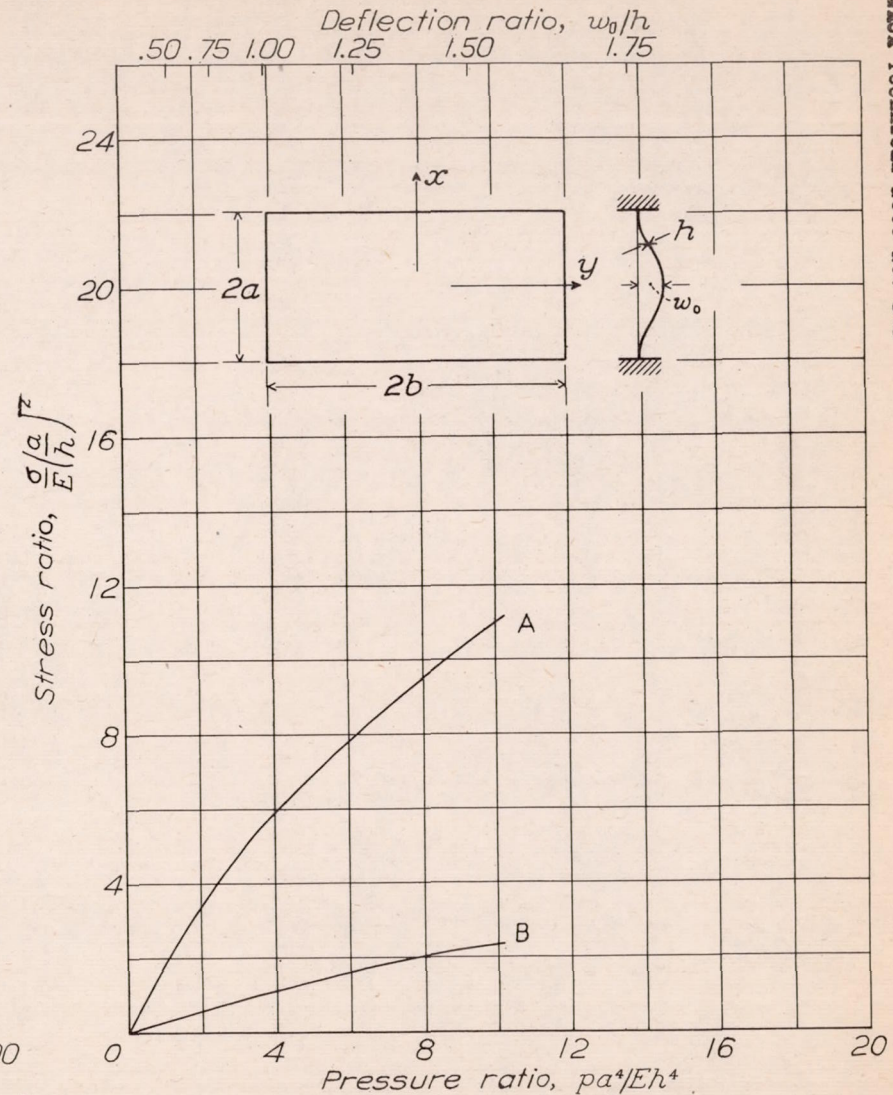 Deflection ratio, w₀/h
.50 .75 1.00 1.25 1.50 1.75
24
x
h
2a
20
y
w₀
2b
16
Stress ratio, σ/E (a/h)²
12
A
8
4
B
0 4 8 12 16 20
Pressure ratio, pa⁴/Eh⁴